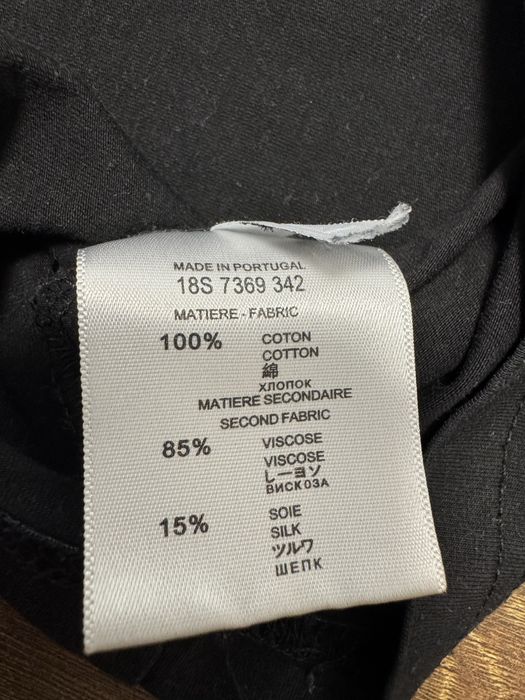 MADE IN PORTUGAL
18S 7369 342
MATIERE - FABRIC
100% COTON
COTTON
綿
ХЛОПОК
MATIERE SECONDAIRE
SECOND FABRIC
85% VISCOSE
VISCOSE
レーヨソ
ВИСКОЗА
15% SOIE
SILK
ツルワ
ШЕПК